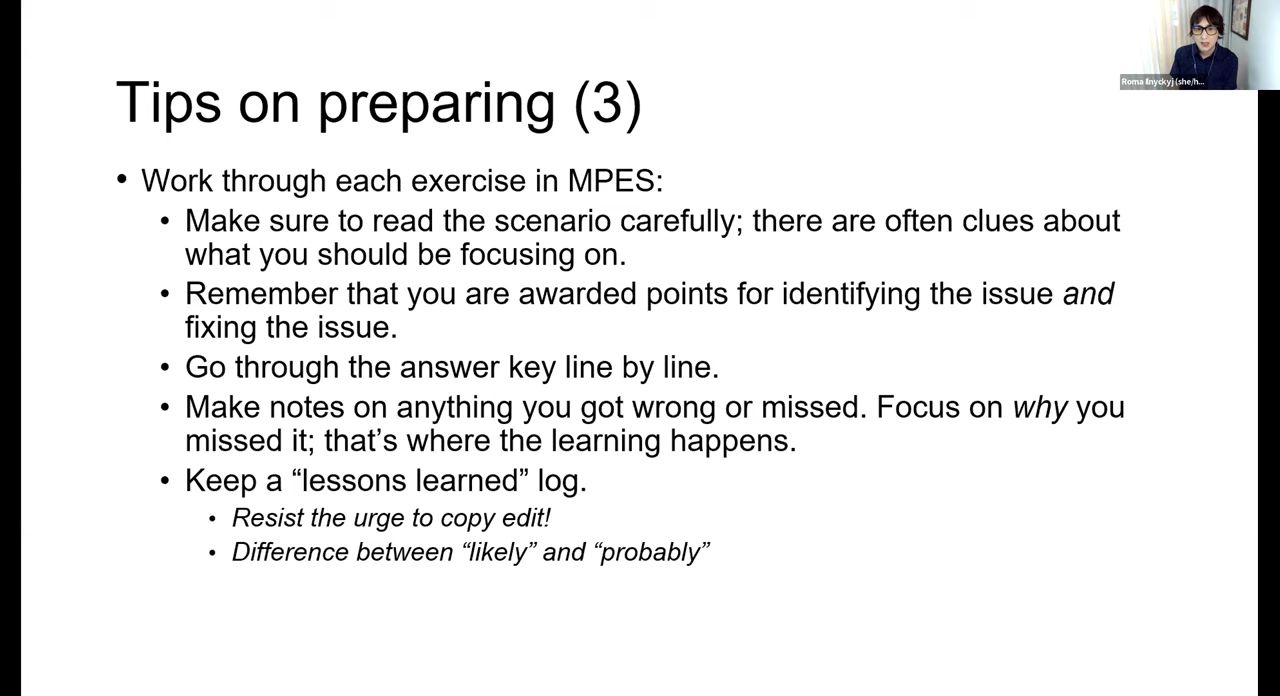 Roma Ilnyckyj (she/h...
Tips on preparing (3)
• Work through each exercise in MPES:
• Make sure to read the scenario carefully; there are often clues about
what you should be focusing on.
• Remember that you are awarded points for identifying the issue and
fixing the issue.
• Go through the answer key line by line.
• Make notes on anything you got wrong or missed. Focus on why you
missed it; that’s where the learning happens.
• Keep a “lessons learned” log.
• Resist the urge to copy edit!
• Difference between “likely” and “probably”